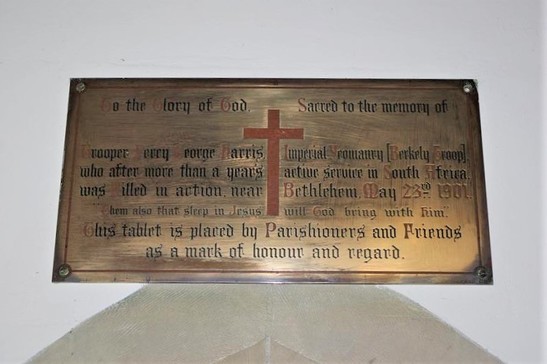 To the Glory of God. Sacred to the memory of
Trooper Percy George Harris Imperial Yeomanry [Berkely Troop],
who after more than a year's active service in South Africa,
was killed in action near Bethlehem, May 23rd 1901.
"Them also that sleep in Jesus will God bring with him."
This tablet is placed by Parishioners and Friends
as a mark of honour and regard.